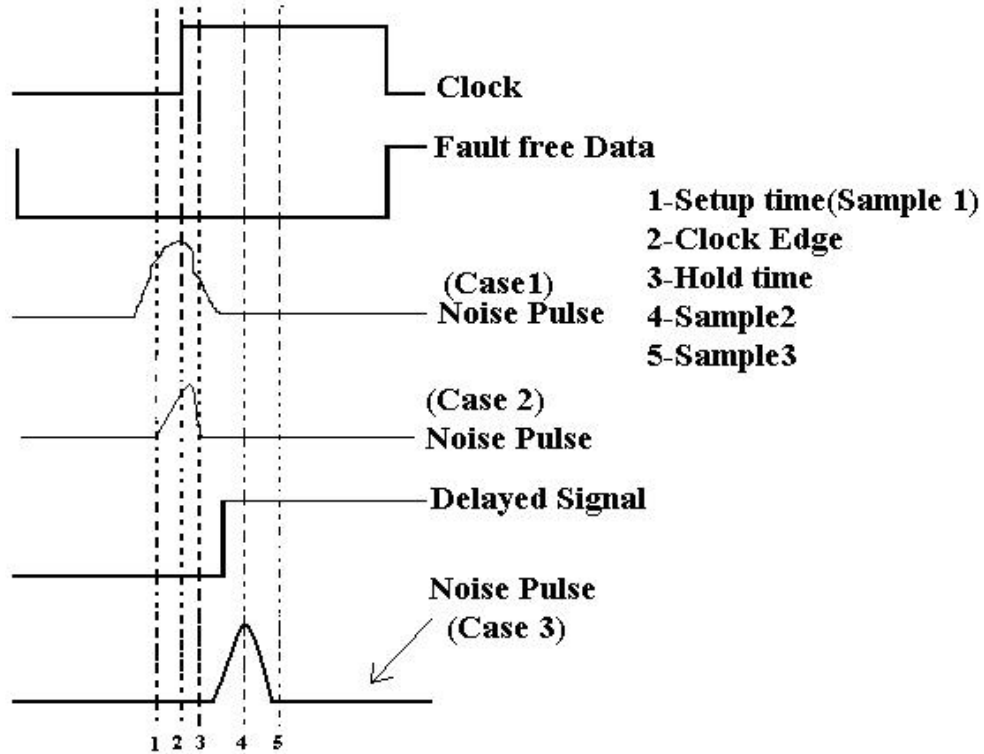 Clock
Fault free Data
1-Setup time(Sample 1)
2-Clock Edge
3-Hold time
4-Sample2
5-Sample3
(Case1)
Noise Pulse
(Case 2)
Noise Pulse
Delayed Signal
Noise Pulse
(Case 3)
1 2 3 4 5